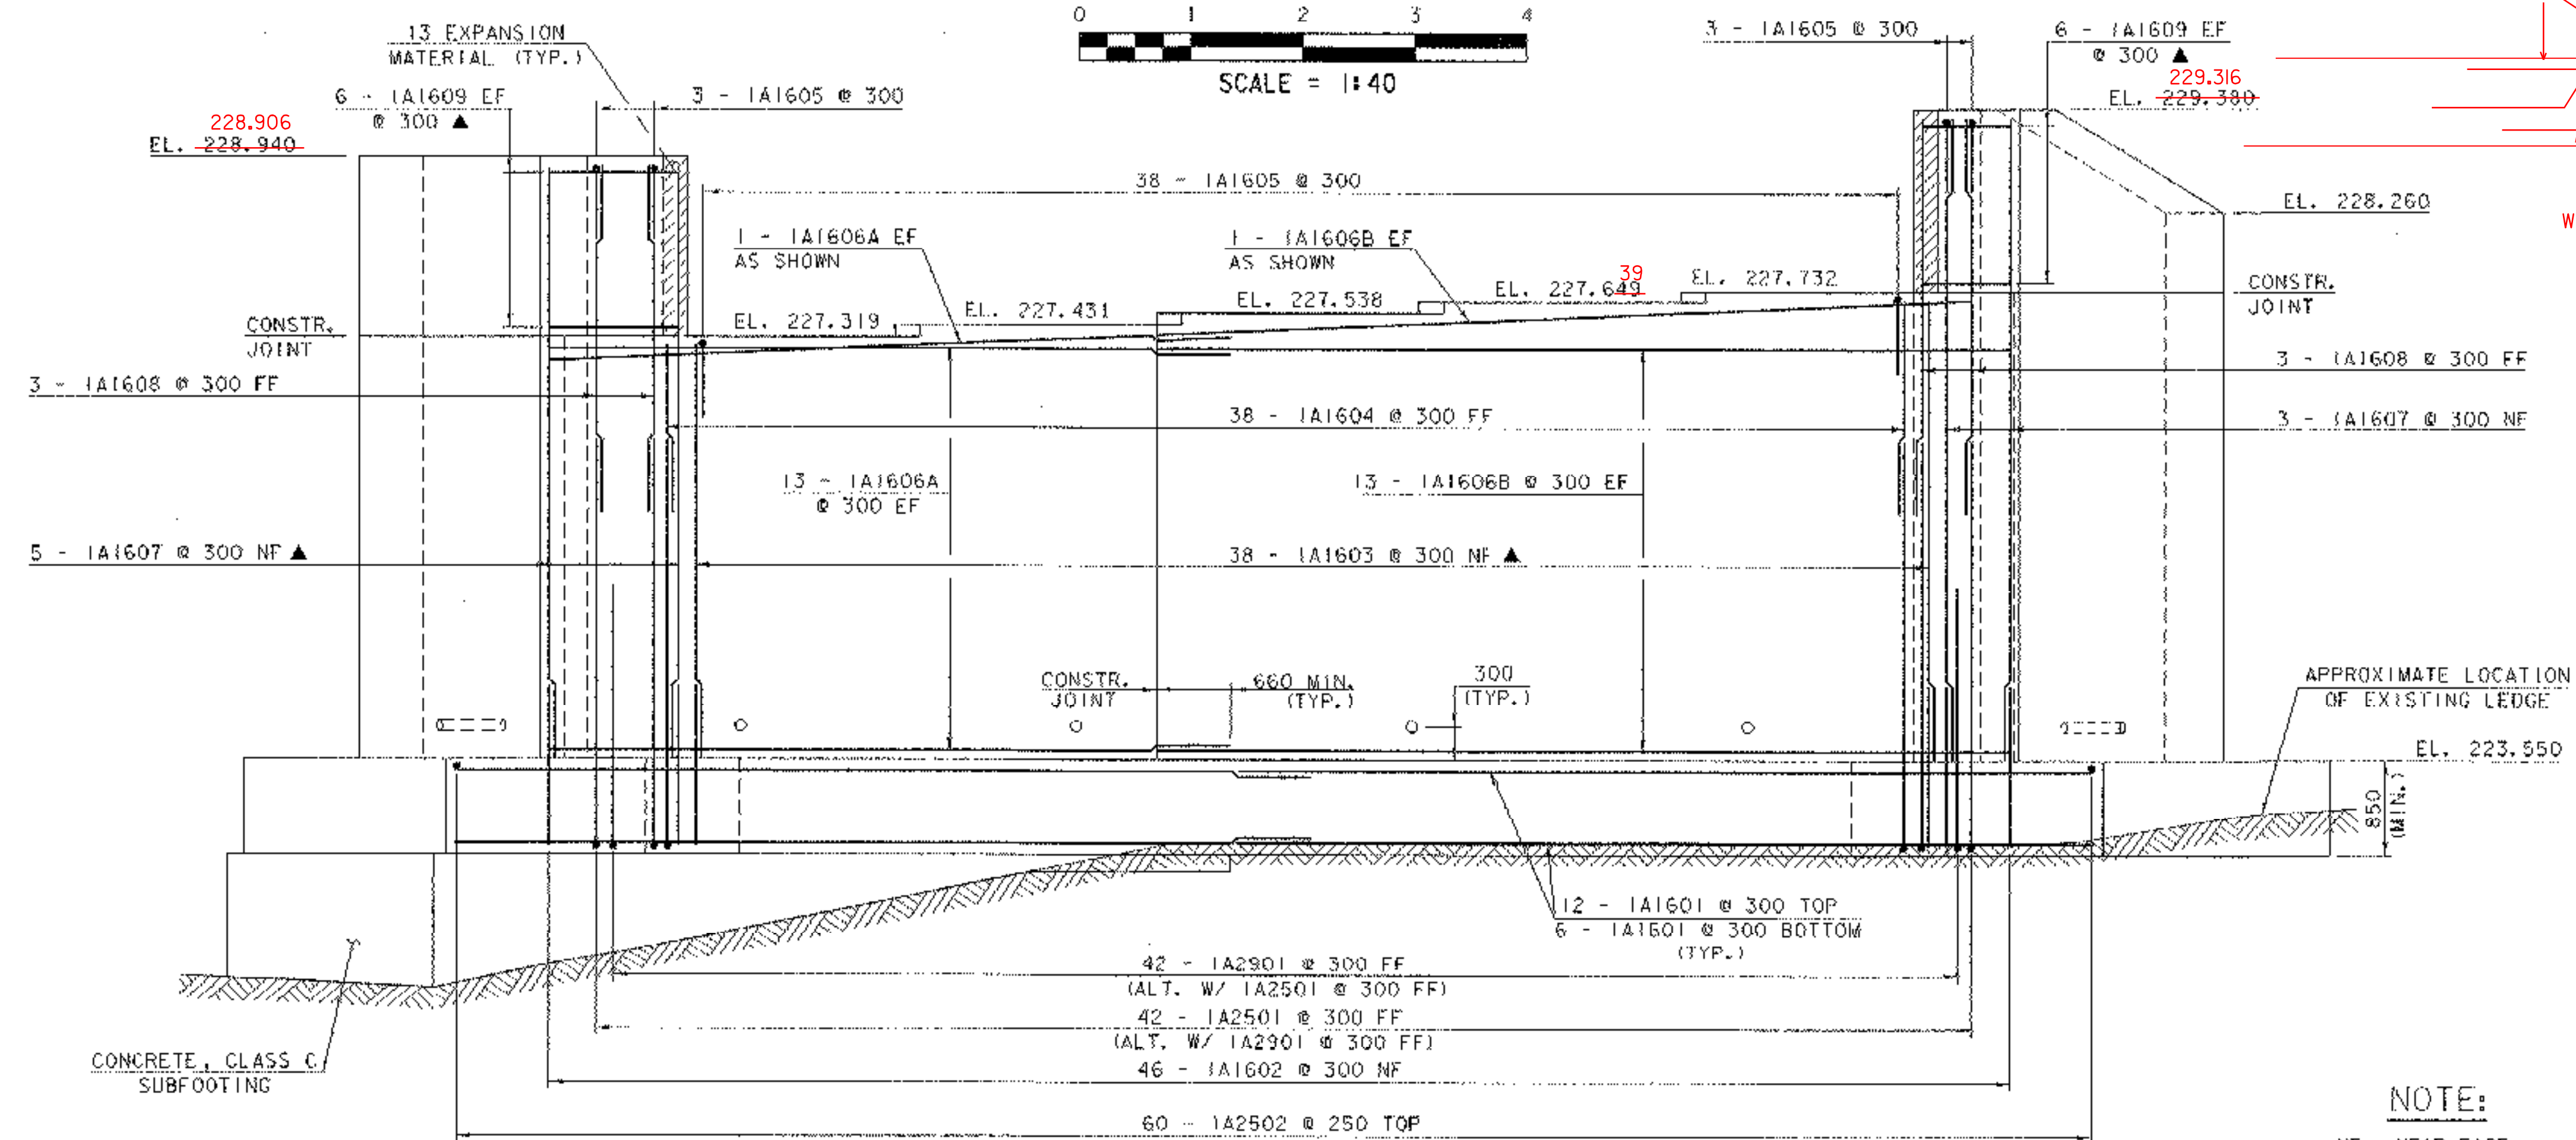 0 1 2 3 4
SCALE = 1:40
13 EXPANSION
MATERIAL (TYP.)
6 - 1A1609 EF
@ 300 ▲
3 - 1A1605 @ 300
228.906
EL. 228.940
3 - 1A1605 @ 300
6 - 1A1609 EF
@ 300 ▲
229.316
EL. 229.380
38 - 1A1605 @ 300
EL. 228.260
W
1 - 1A1606A EF
AS SHOWN
1 - 1A1606B EF
AS SHOWN
39
EL. 227.319
EL. 227.431
EL. 227.538
EL. 227.649
EL. 227.732
CONSTR.
JOINT
CONSTR.
JOINT
3 - 1A1608 @ 300 FF
3 - 1A1608 @ 300 FF
38 - 1A1604 @ 300 FF
3 - 1A1607 @ 300 NF
13 - 1A1606A
@ 300 EF
13 - 1A1606B @ 300 EF
5 - 1A1607 @ 300 NF ▲
38 - 1A1603 @ 300 NF ▲
CONSTR.
JOINT
660 MIN.
(TYP.)
300
(TYP.)
APPROXIMATE LOCATION
OF EXISTING LEDGE
EL. 223.550
850
(MIN.)
12 - 1A1601 @ 300 TOP
6 - 1A1601 @ 300 BOTTOM
(TYP.)
42 - 1A2901 @ 300 FF
(ALT. W/ 1A2501 @ 300 FF)
42 - 1A2501 @ 300 FF
(ALT. W/ 1A2901 @ 300 FF)
46 - 1A1602 @ 300 NF
60 - 1A2502 @ 250 TOP
CONCRETE, CLASS C
SUBFOOTING
NOTE: